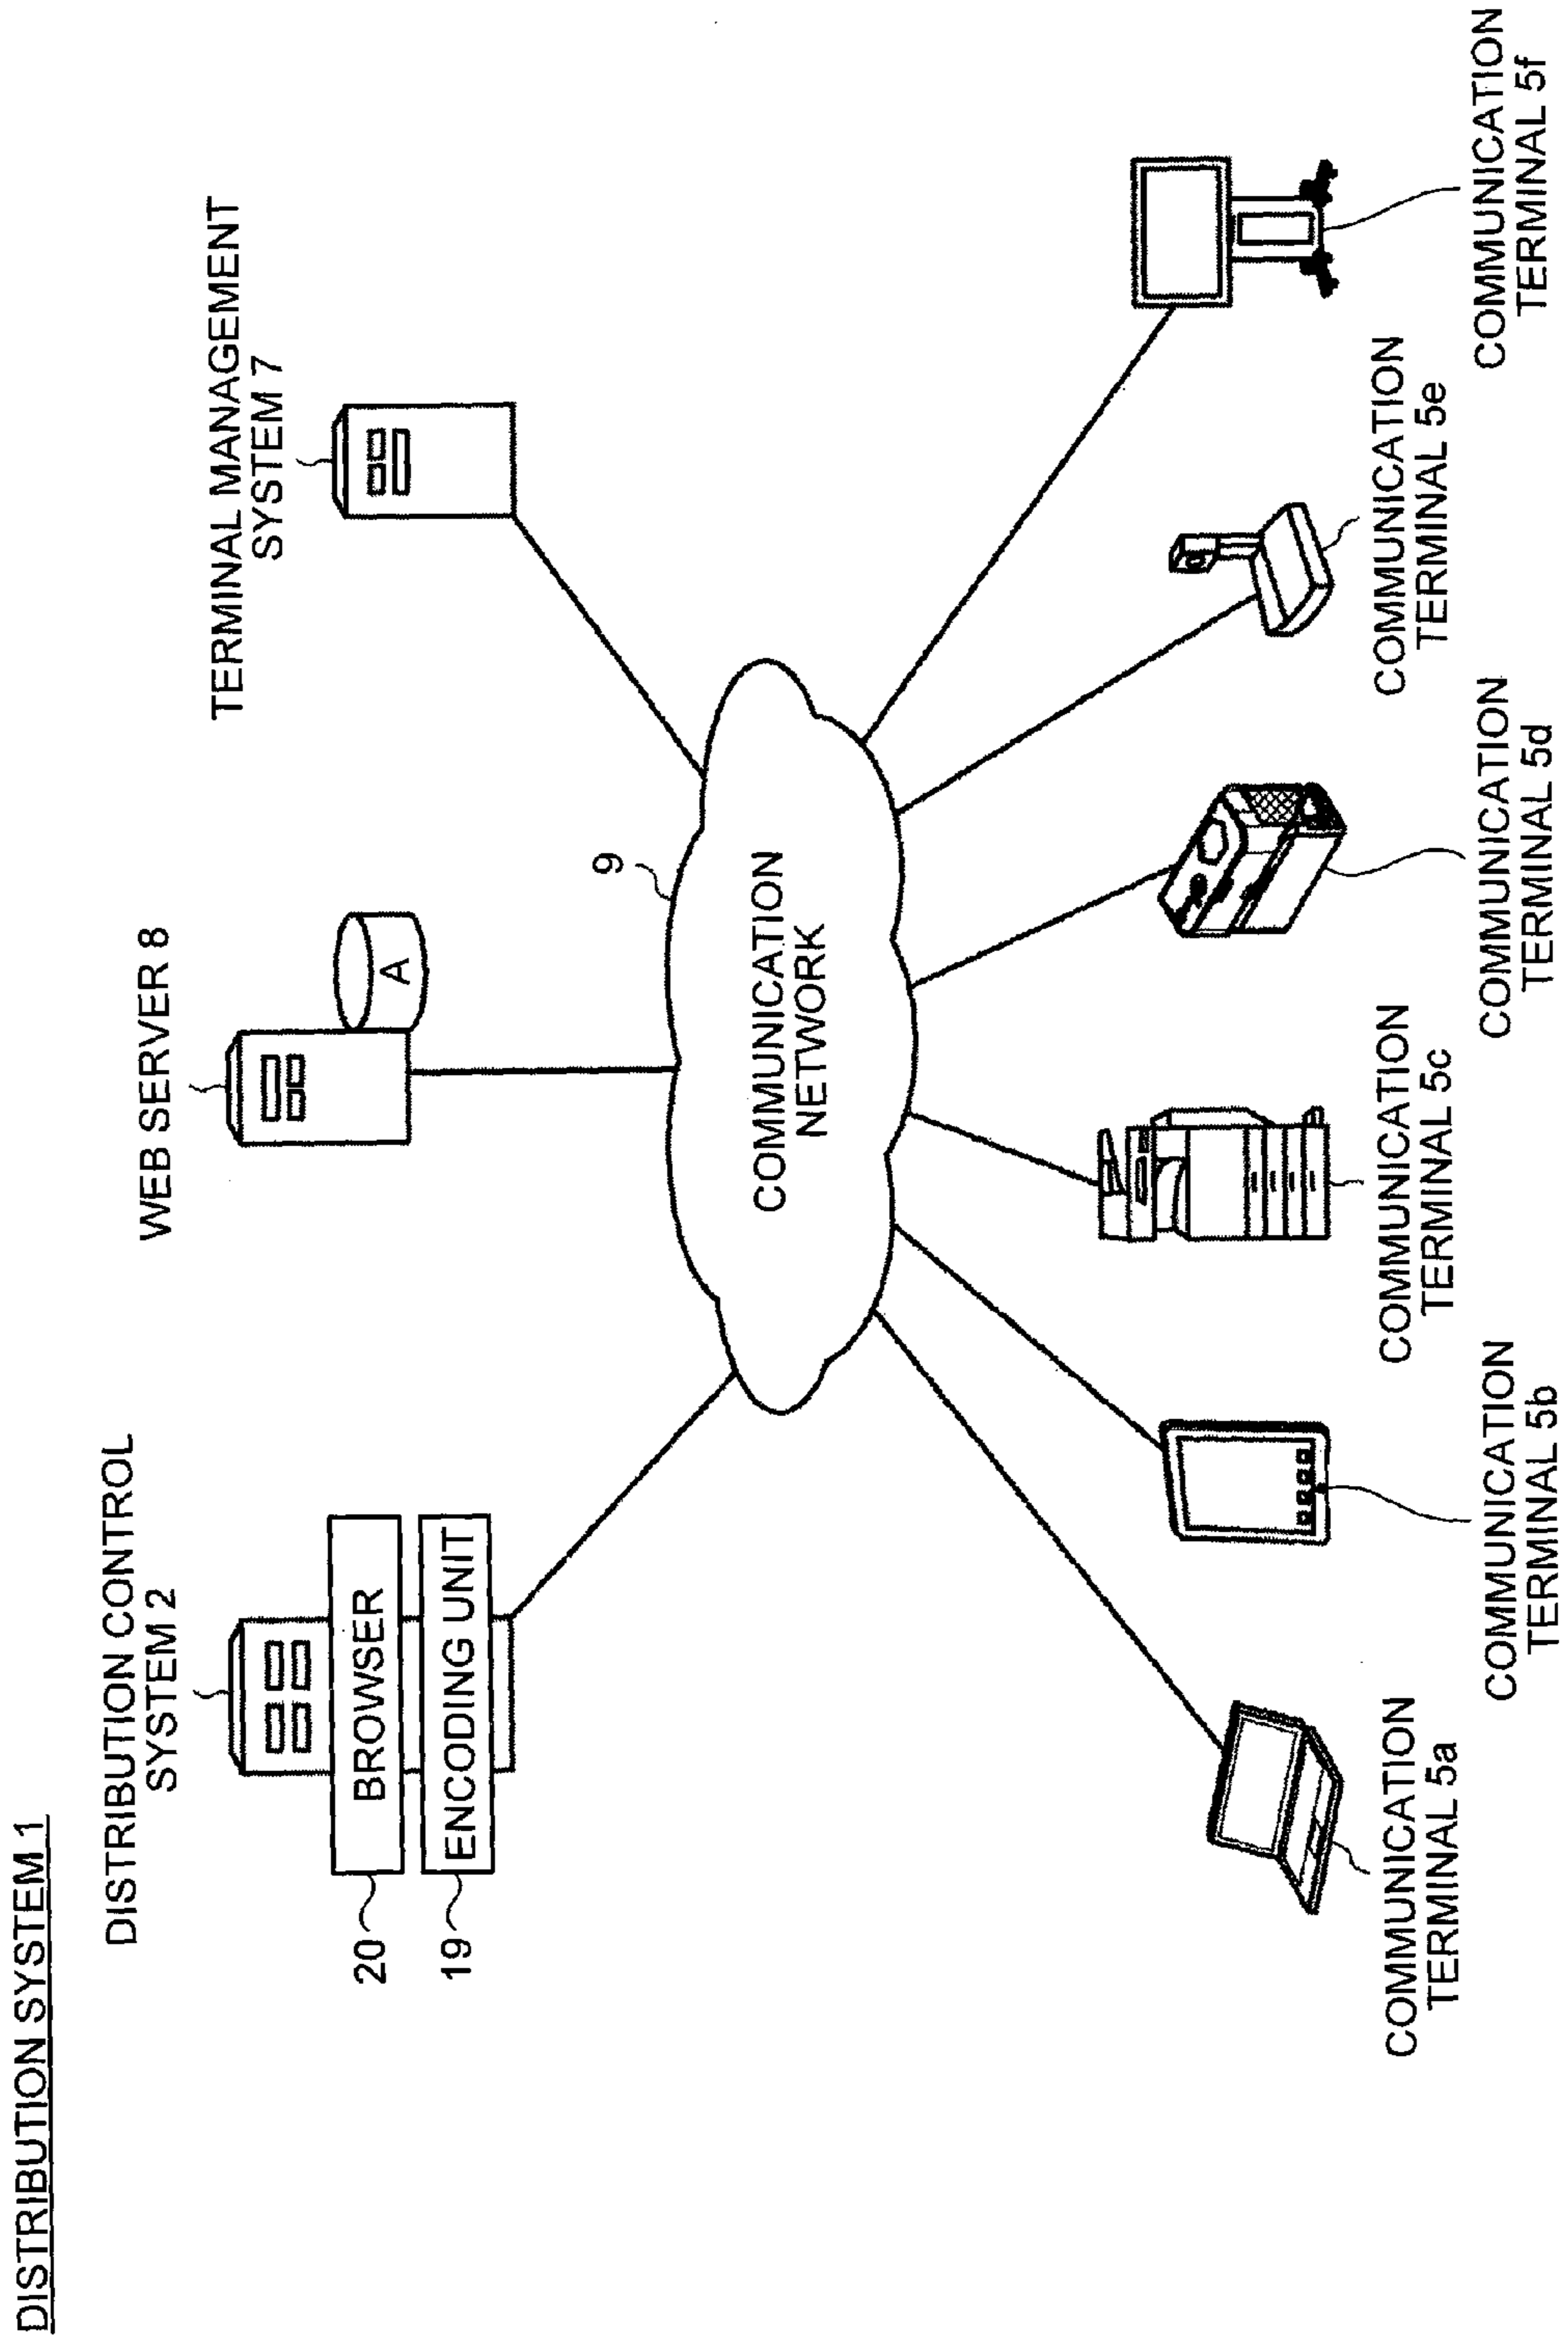 DISTRIBUTION SYSTEM 1
DISTRIBUTION CONTROL
SYSTEM 2
WEB SERVER 8
TERMINAL MANAGEMENT
SYSTEM 7
20
BROWSER
19
ENCODING UNIT
A
9
COMMUNICATION
NETWORK
COMMUNICATION
TERMINAL 5a
COMMUNICATION
TERMINAL 5b
COMMUNICATION
TERMINAL 5c
COMMUNICATION
TERMINAL 5d
COMMUNICATION
TERMINAL 5e
COMMUNICATION
TERMINAL 5f